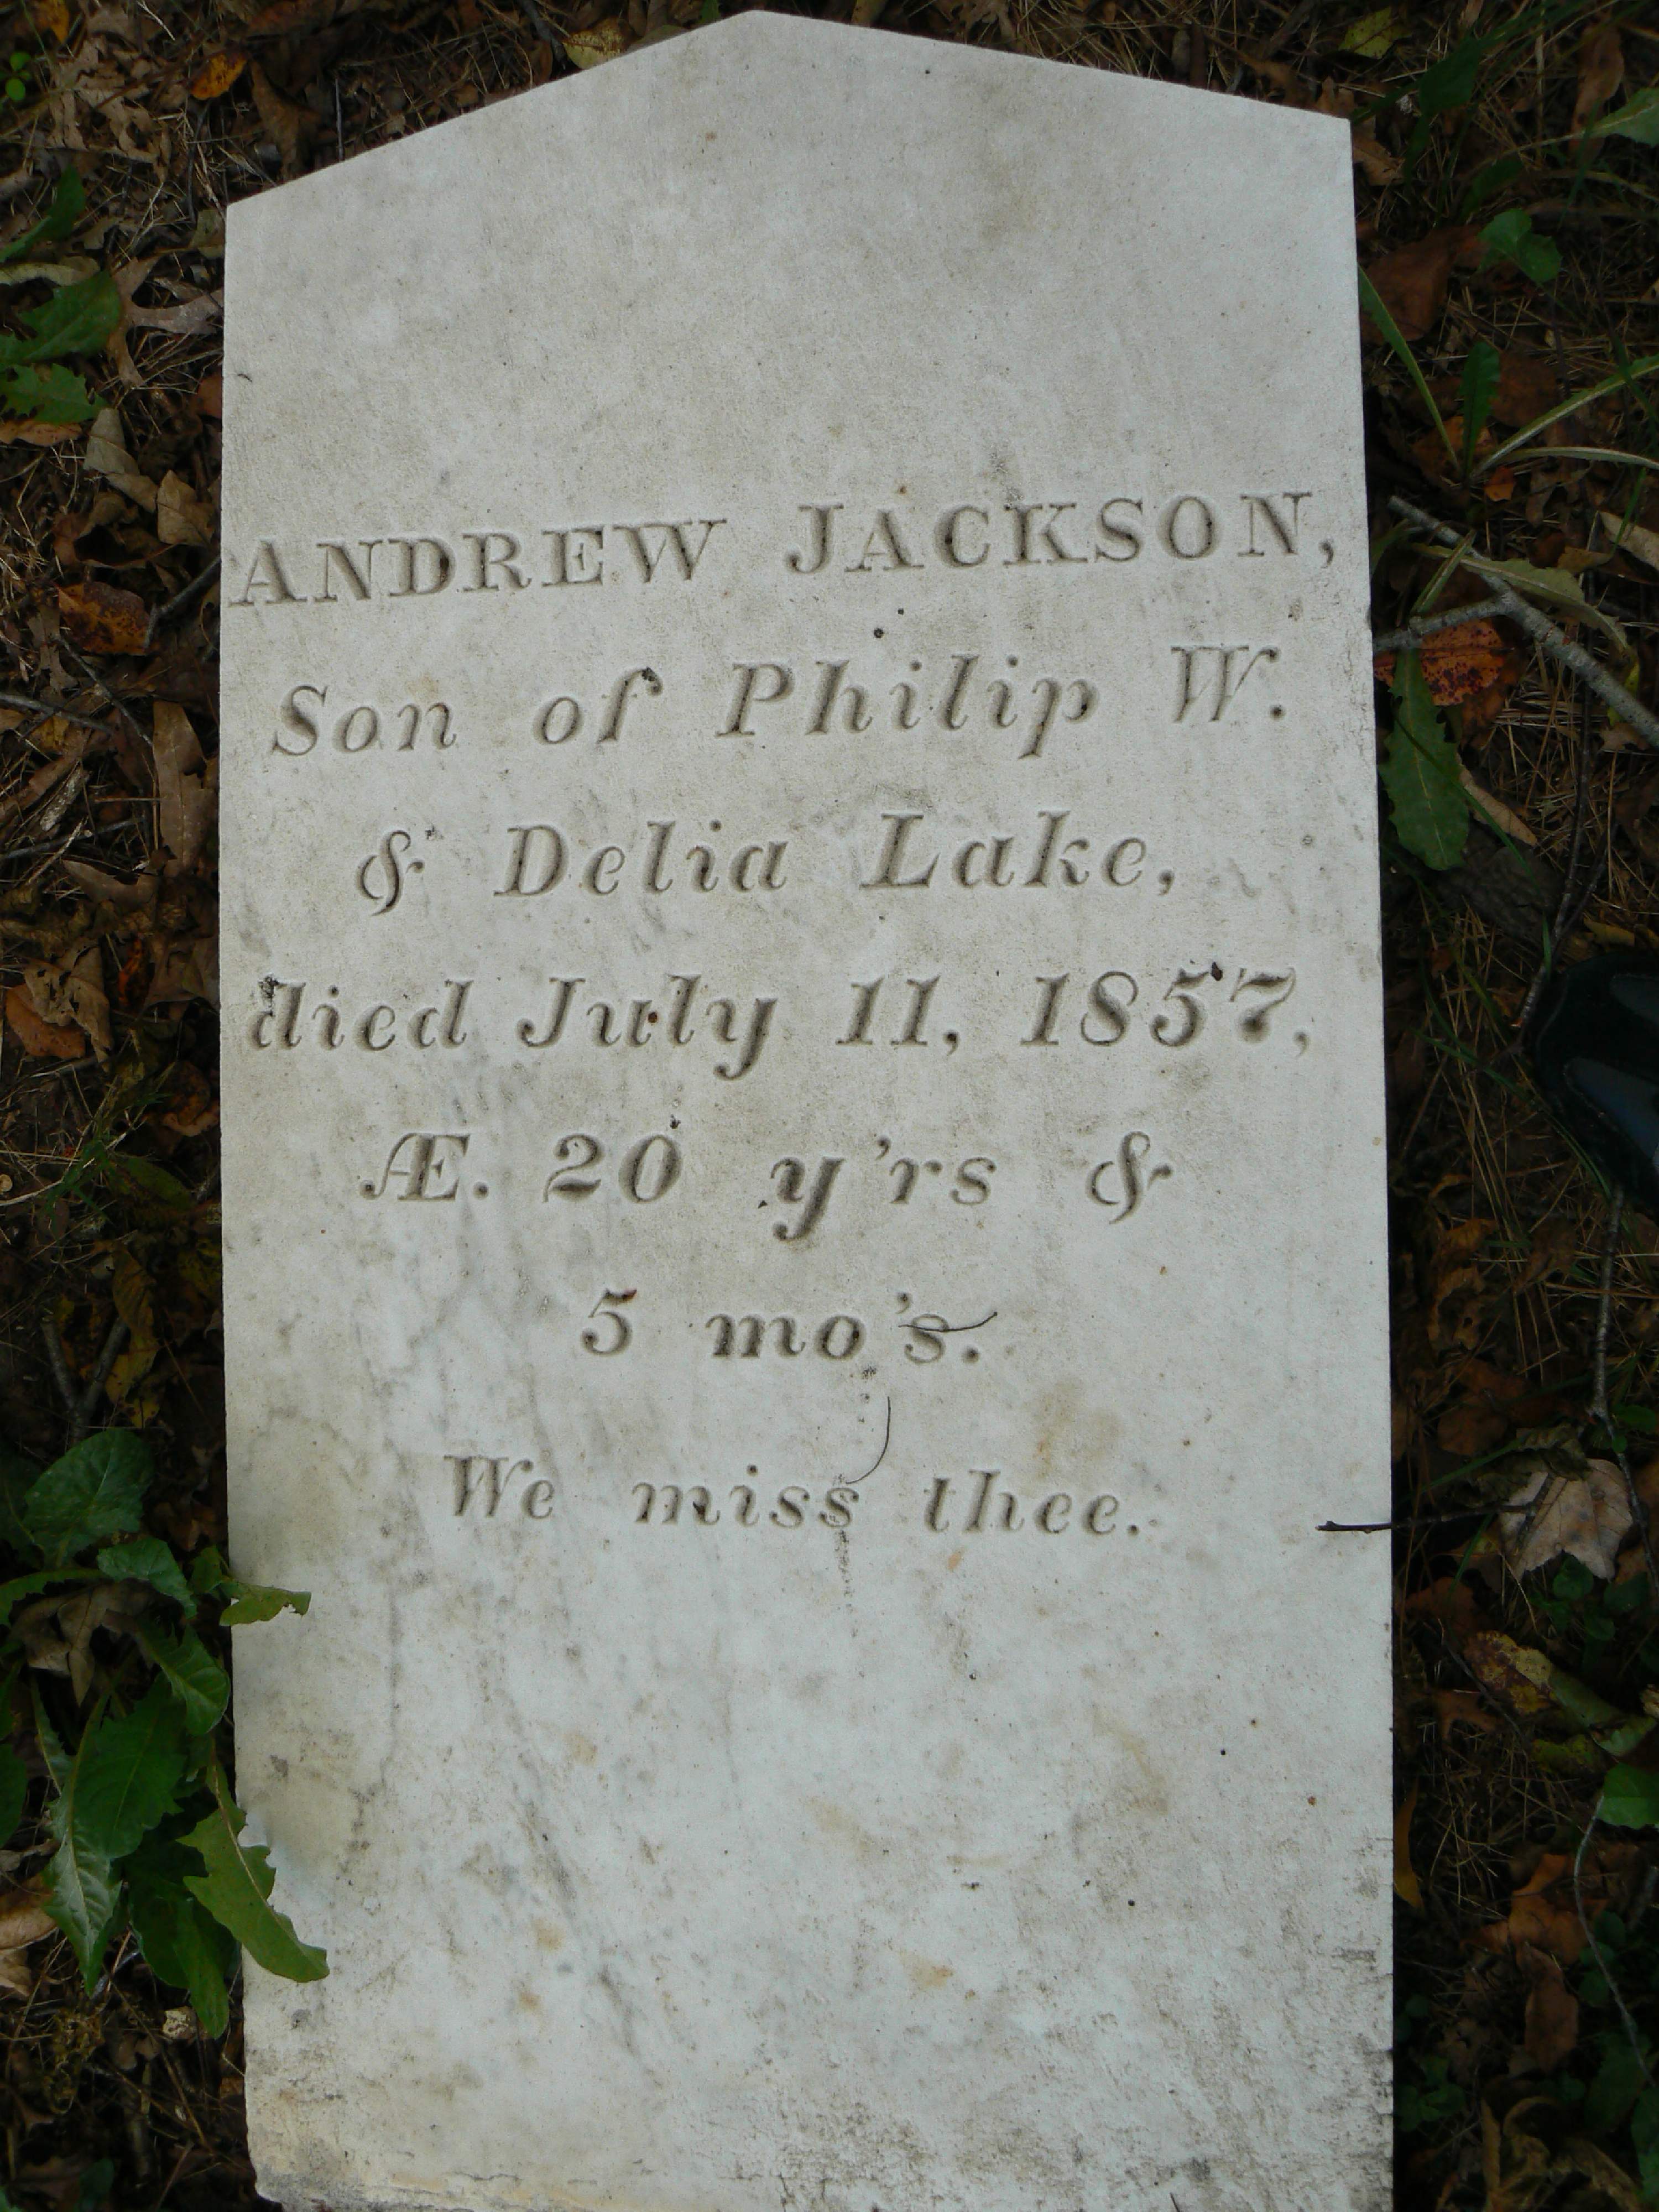 ANDREW JACKSON,
Son of Philip W.
& Delia Lake,
died July 11, 1857,
Æ. 20 y'rs &
5 mo's.
We miss thee.